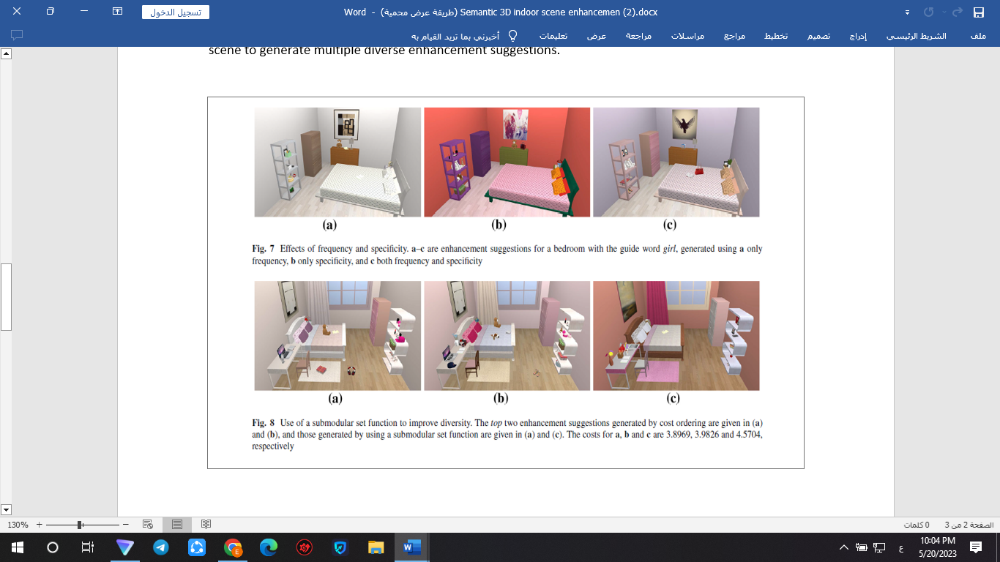 تسجيل الدخول
Semantic 3D indoor scene enhancemen (2).docx (طريقة عرض محمية) - Word
ملف الشريط الرئيسي إدراج تصميم تخطيط مراجع مراسلات مراجعة عرض تعليمات أخبرني بما تريد القيام به
scene to generate multiple diverse enhancement suggestions.
(a) (b) (c)
Fig. 7 Effects of frequency and specificity. a–c are enhancement suggestions for a bedroom with the guide word girl, generated using a only
frequency, b only specificity, and c both frequency and specificity
(a) (b) (c)
Fig. 8 Use of a submodular set function to improve diversity. The top two enhancement suggestions generated by cost ordering are given in (a)
and (b), and those generated by using a submodular set function are given in (a) and (c). The costs for a, b and c are 3.8969, 3.9826 and 4.5704,
respectively
الصفحة 2 من 3 0 كلمات
130%
ع
10:04 PM
5/20/2023